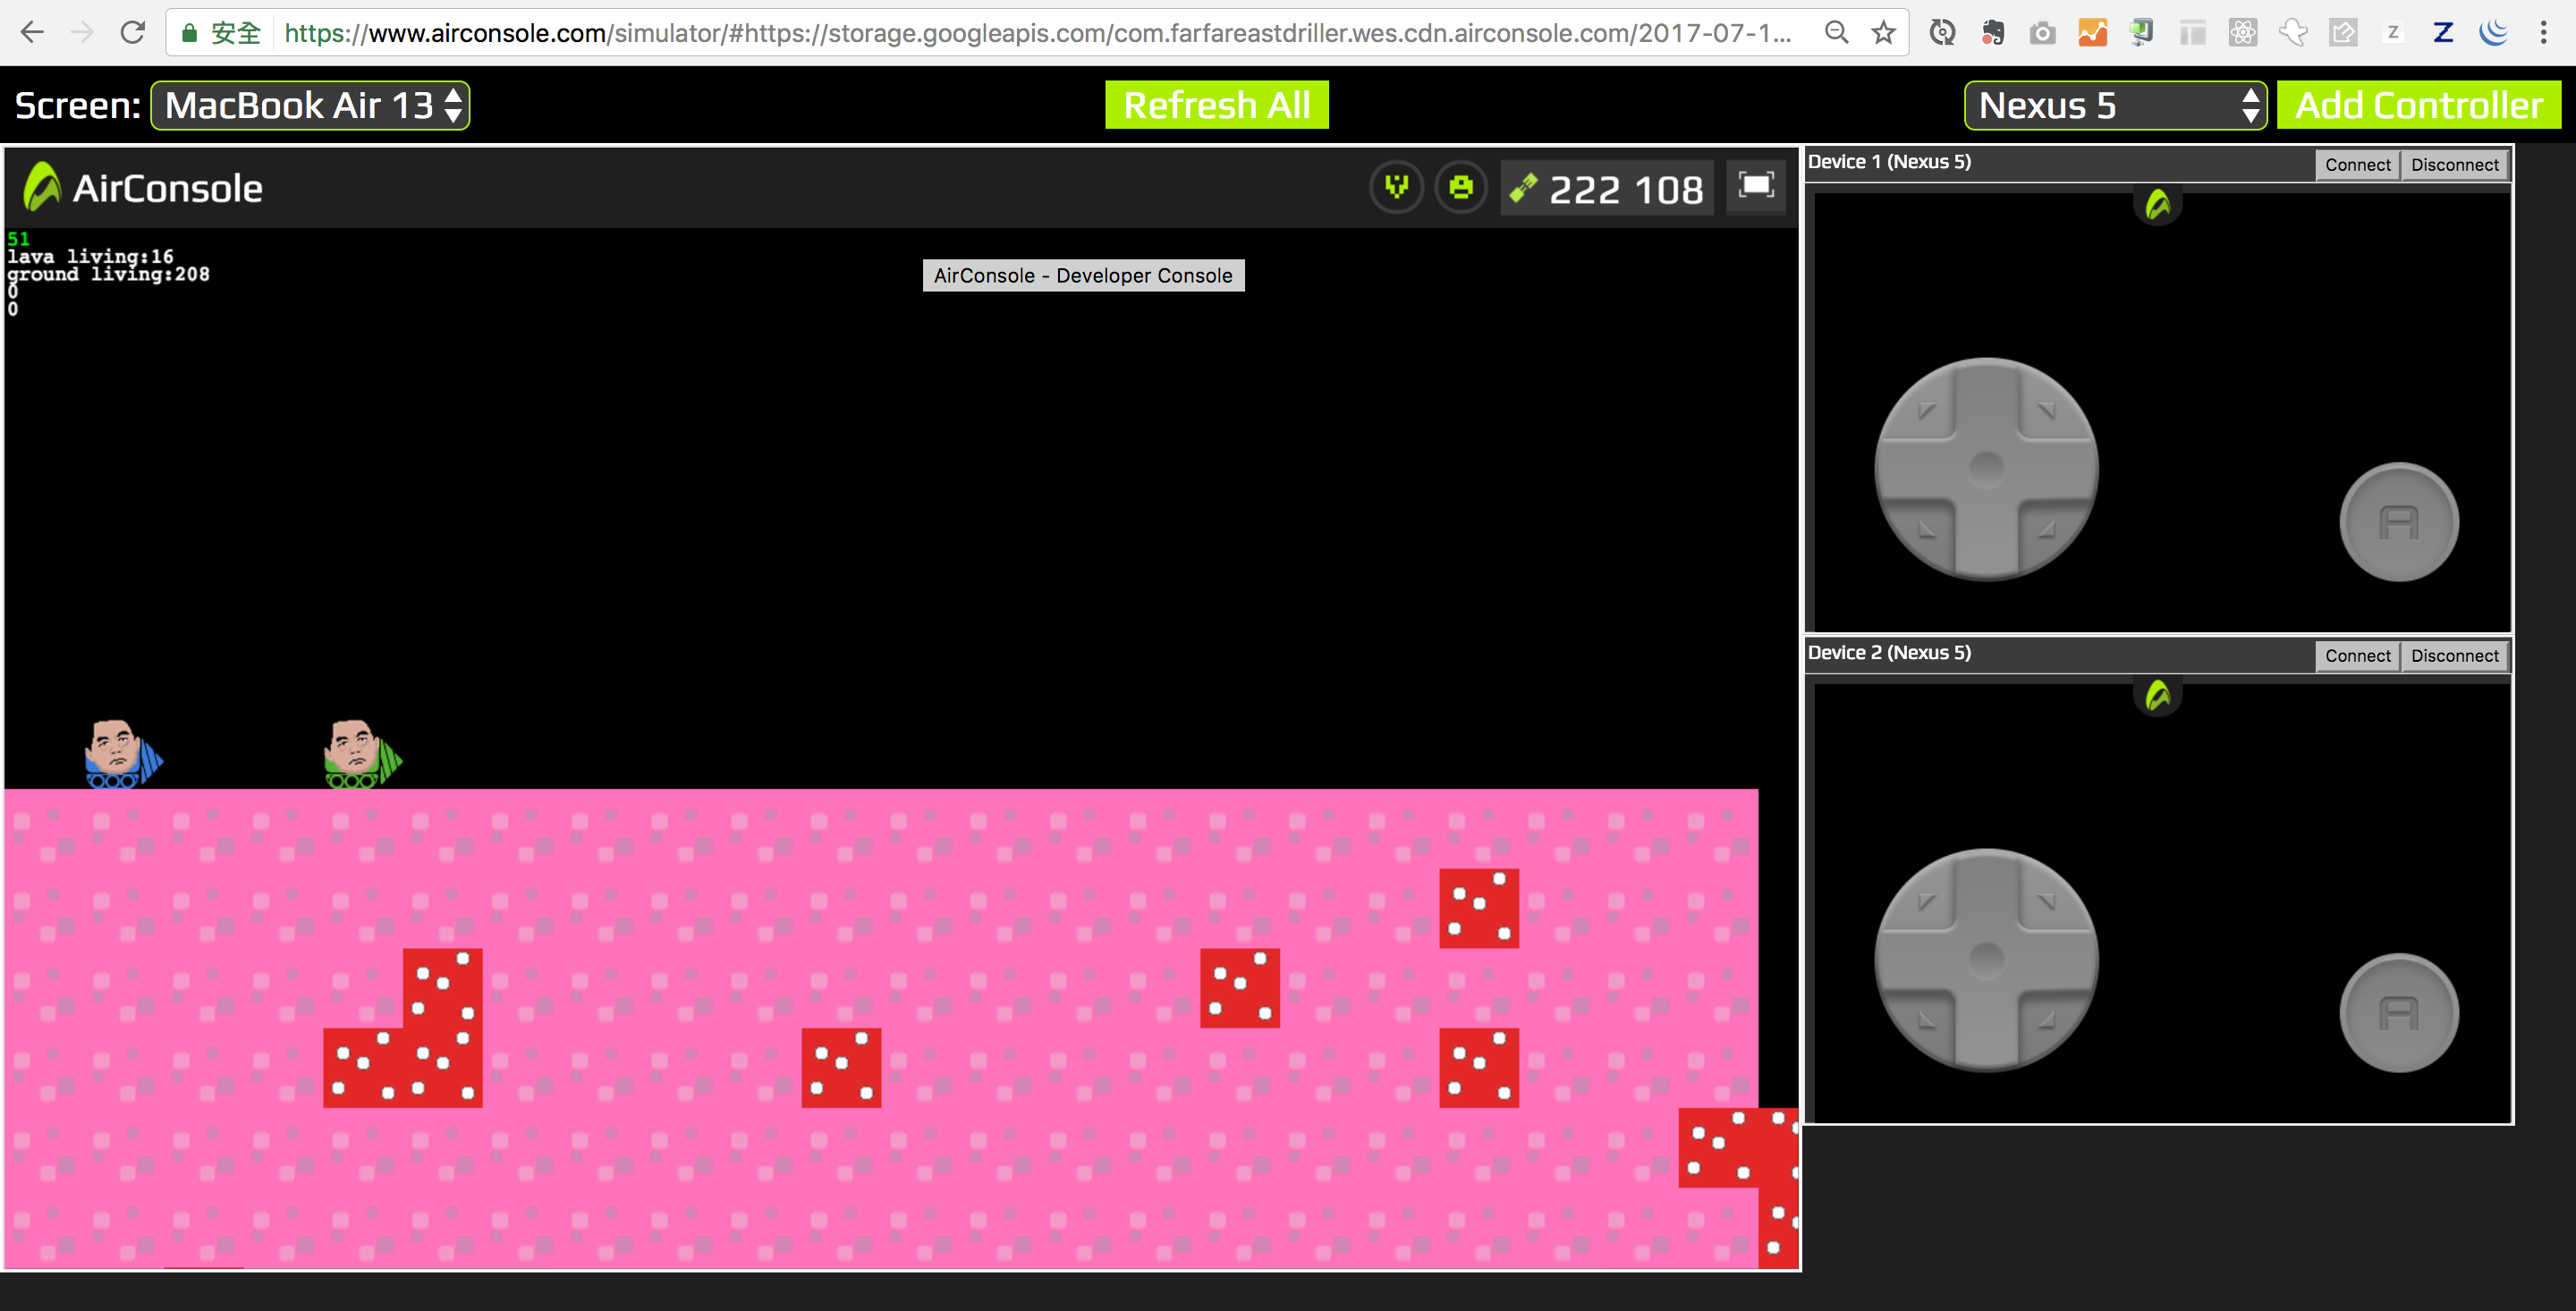 安全 https://www.airconsole.com/simulator/#https://storage.googleapis.com/com.farfareastdriller.wes.cdn.airconsole.com/2017-07-1...
Screen: MacBook Air 13
Refresh All
Nexus 5
Add Controller
AirConsole
222 108
51
lava living:16
ground living:208
0
0
AirConsole - Developer Console
Device 1 (Nexus 5)
Connect
Disconnect
A
Device 2 (Nexus 5)
Connect
Disconnect
A